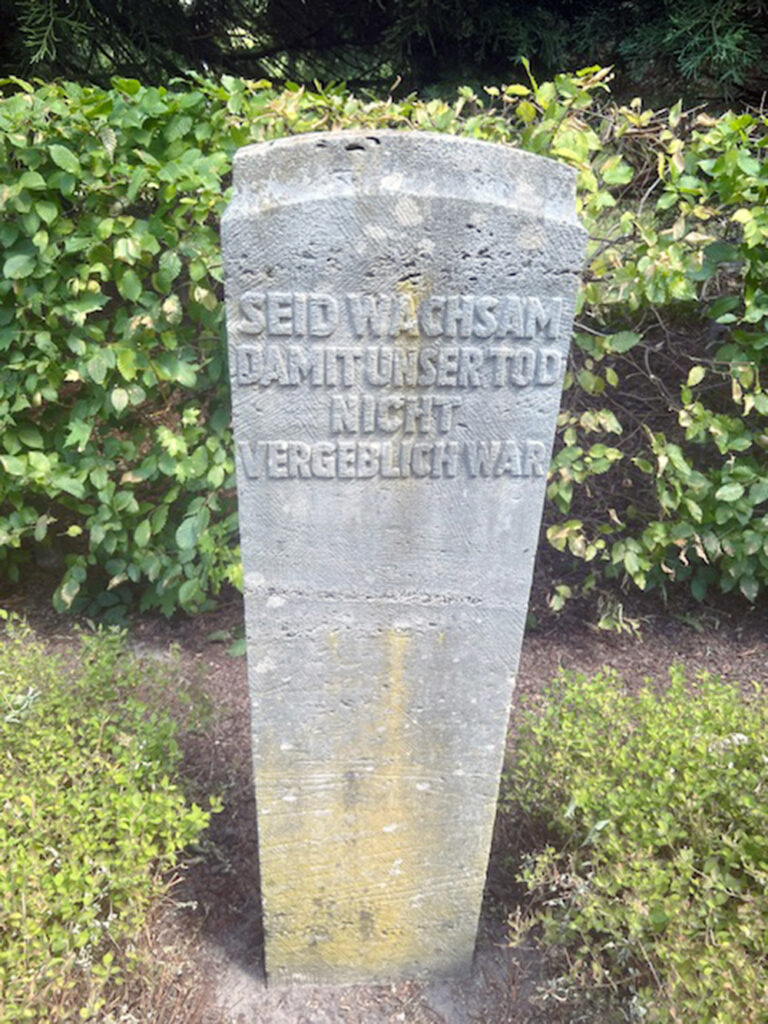 SEID WACHSAM
DAMIT UNSER TOD
NICHT
VERGEBLICH WAR